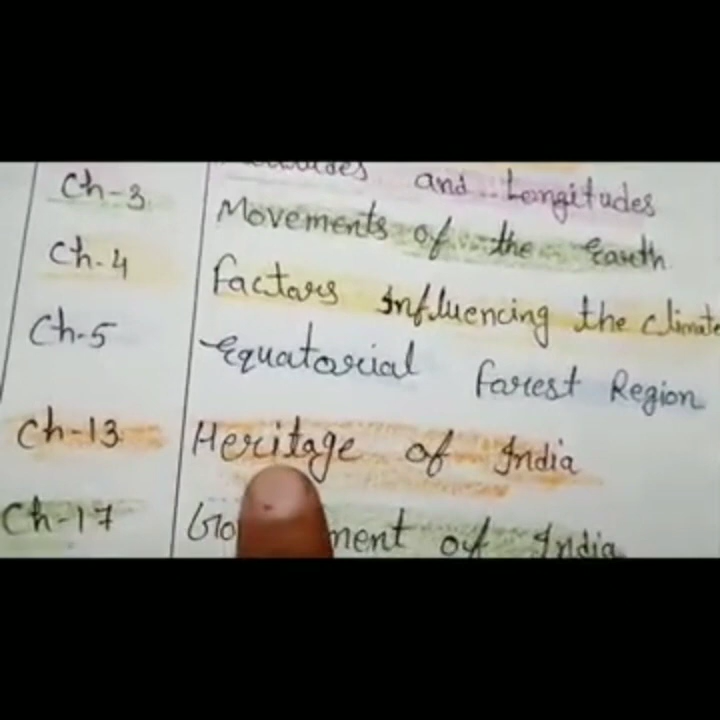 and Longitudes
Ch-3 Movements of the Earth
Ch-4 Factors Influencing the Climate
Ch-5 Equatorial Forest Region
Ch-13 Heritage of India
Ch-17 of India